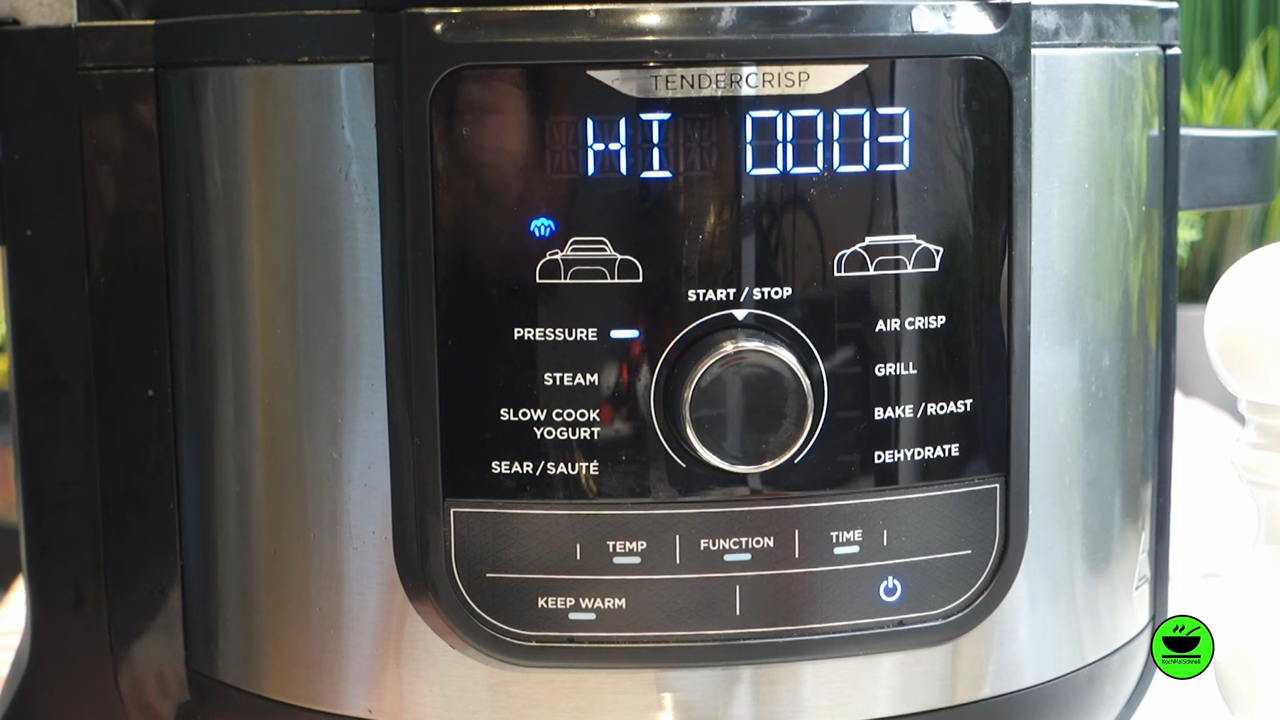 TENDERCRISP
HI 0003
START / STOP
PRESSURE
STEAM
SLOW COOK
YOGURT
SEAR / SAUTÉ
AIR CRISP
GRILL
BAKE / ROAST
DEHYDRATE
TEMP
FUNCTION
TIME
KEEP WARM
KochMalSchnell